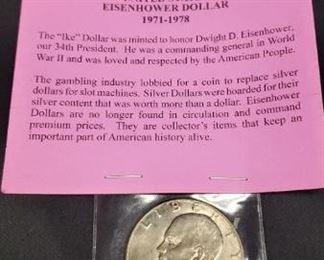 EISENHOWER DOLLAR
1971-1978
The "Ike" Dollar was minted to honor Dwight D. Eisenhower,
our 34th President. He was a commanding general in World
War II and was loved and respected by the American People.
The gambling industry lobbied for a coin to replace silver
dollars for slot machines. Silver Dollars were hoarded for their
silver content that was worth more than a dollar. Eisenhower
Dollars are no longer found in circulation and command
premium prices. They are collector's items that keep an
important part of American history alive.
LIBERTY